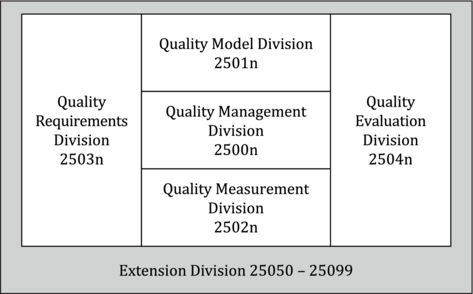 Quality
Requirements
Division
2503n
Quality Model Division
2501n
Quality Management
Division
2500n
Quality Measurement
Division
2502n
Quality
Evaluation
Division
2504n
Extension Division 25050 – 25099